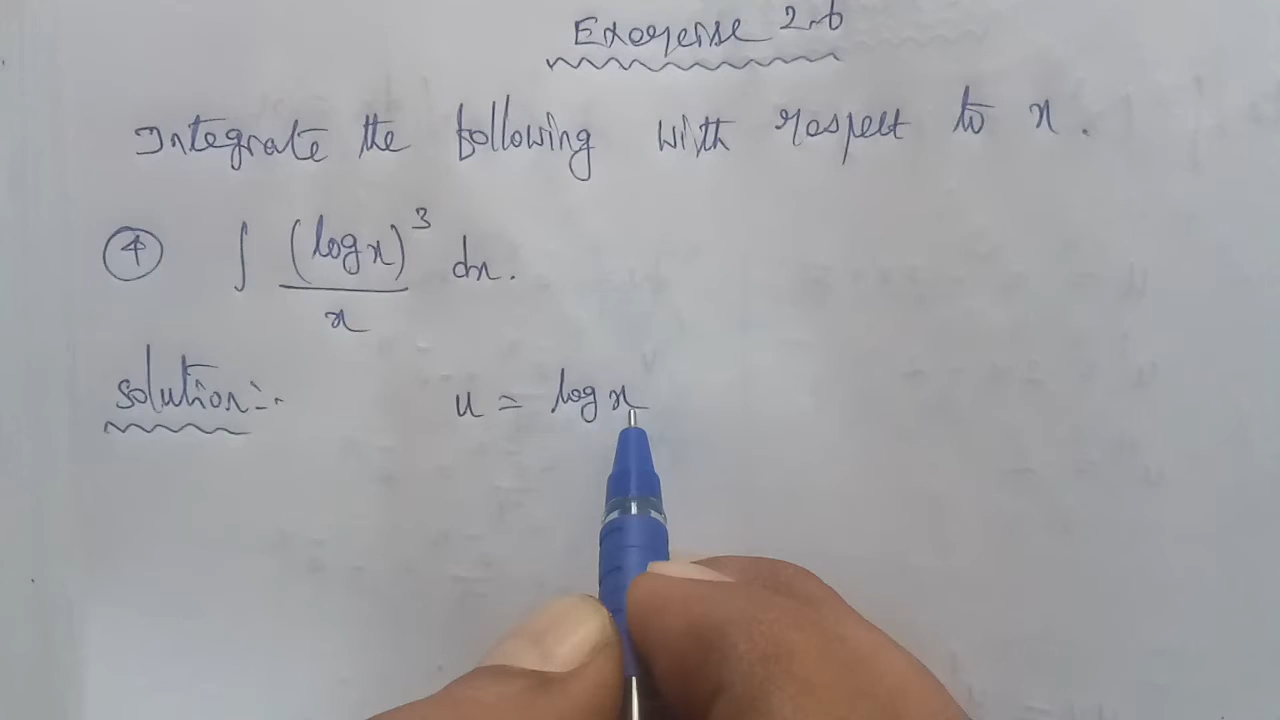 Exercise 2.6
Integrate the following with respect to x.
④ ∫ (log x)³ / x dx.
solution:-  u = log x